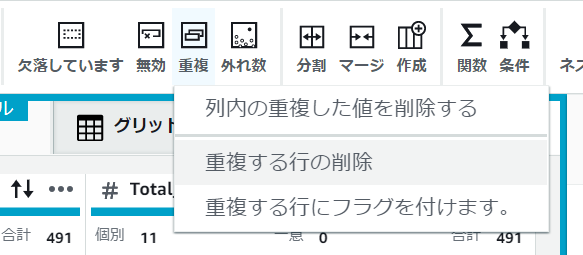 欠落しています 無効 重複 外れ数 分割 マージ 作成 関数 条件 ネス
ル
グリット
列内の重複した値を削除する
重複する行の削除
重複する行にフラグを付けます。
# Total_
合計 491 個別 11 一意 0 合計 491